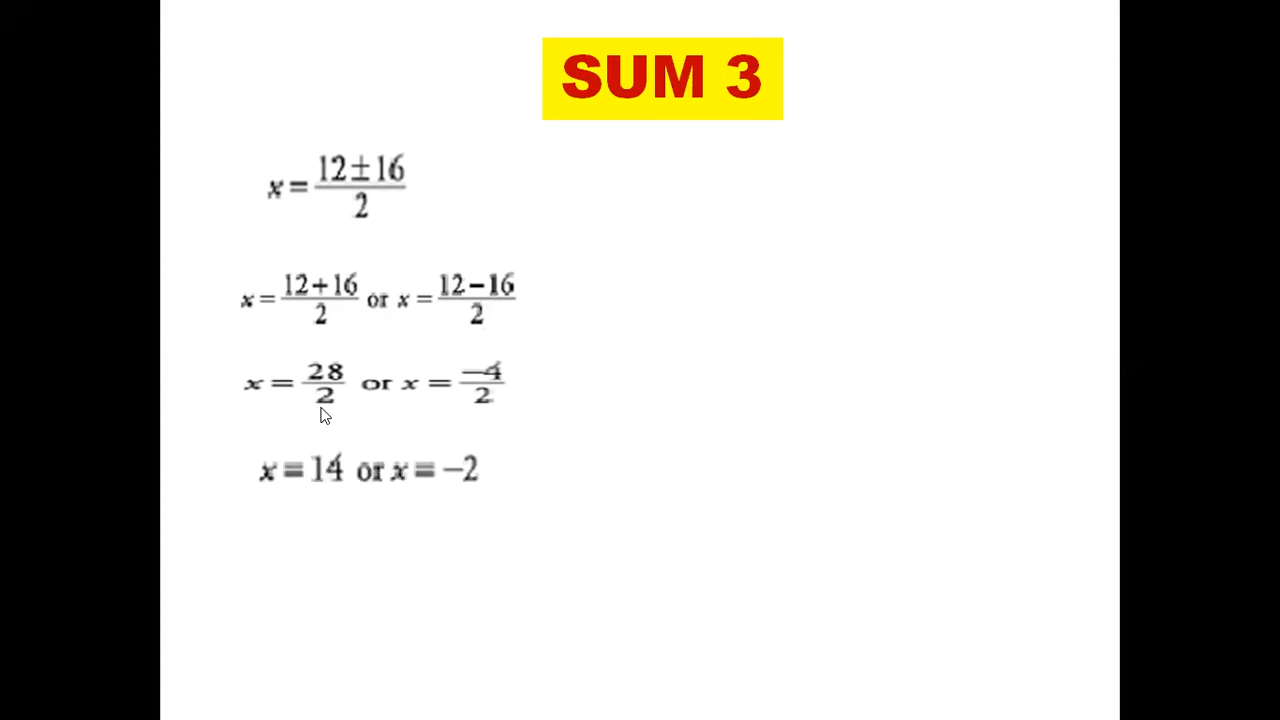 SUM 3
x = (12±16)/2
x = (12+16)/2 or x = (12−16)/2
x = 28/2 or x = −4/2
x = 14 or x = −2